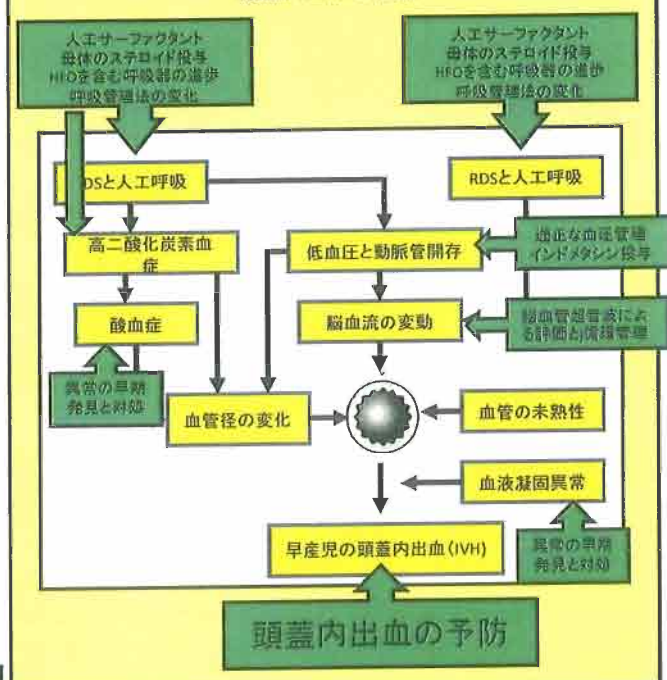 人工サーファクタント
母体のステロイド投与
HFOを含む呼吸器の進歩
呼吸管理法の変化
人工サーファクタント
母体のステロイド投与
HFOを含む呼吸器の進歩
呼吸管理法の変化
DSと人工呼吸
RDSと人工呼吸
高二酸化炭素血
症
低血圧と動脈管開存
適正な血圧管理
インドメタシン投与
酸血症
脳血流の変動
脳血管超音波によ
る評価と循環管理
異常の早期
発見と対処
血管径の変化
血管の未熟性
血液凝固異常
早産児の頭蓋内出血(IVH)
異常の早期
発見と対処
頭蓋内出血の予防